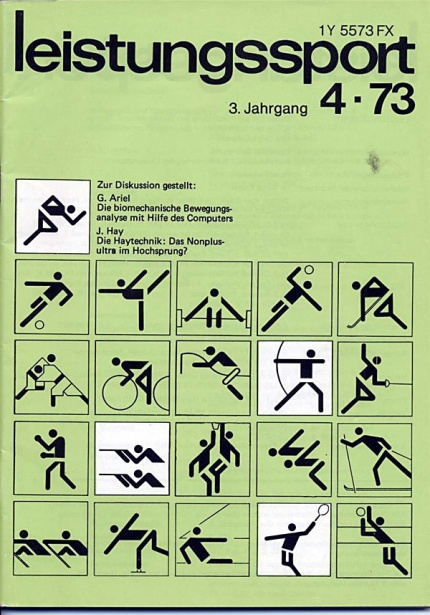 1Y 5573 FX
leistungssport
3. Jahrgang 4·73
Zur Diskussion gestellt:
G. Ariel
Die biomechanische Bewegungs-
analyse mit Hilfe des Computers
J. Hay
Die Haytechnik: Das Nonplus-
ultra im Hochsprung?